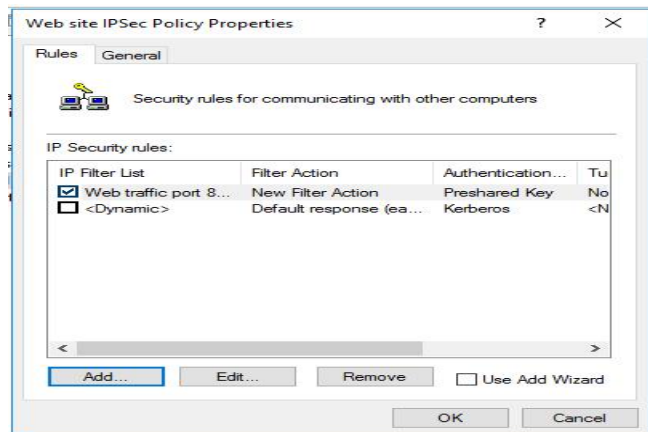 Web site IPSec Policy Properties ? ×
Rules General
Security rules for communicating with other computers
IP Security rules:
IP Filter List Filter Action Authentication... Tu
Web traffic port 8... New Filter Action Preshared Key No
<Dynamic> Default response (ea... Kerberos <N
Add... Edit... Remove Use Add Wizard
OK Cancel